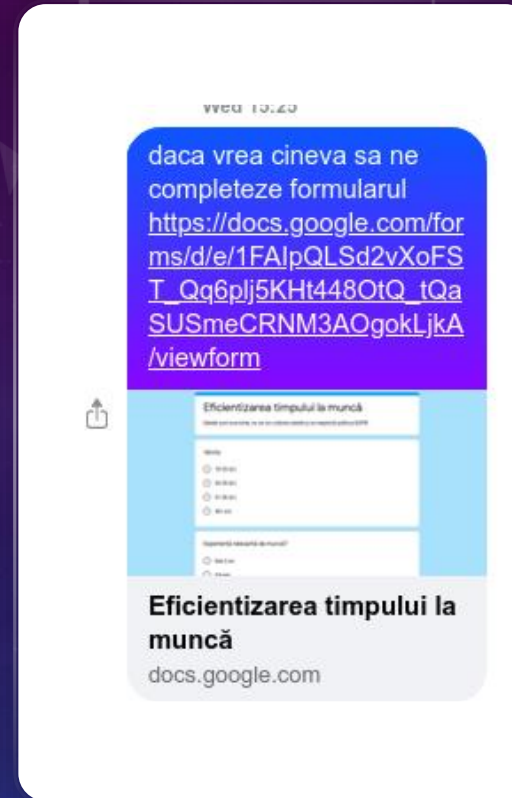 Wed 15:25
daca vrea cineva sa ne
completeze formularul
https://docs.google.com/for
ms/d/e/1FAIpQLSd2vXoFS
T_Qq6plj5KHt448OtQ_tQa
SUSmeCRNM3AOgokLjkA
/viewform
Eficientizarea timpului la muncă
Eficientizarea timpului la
muncă
docs.google.com